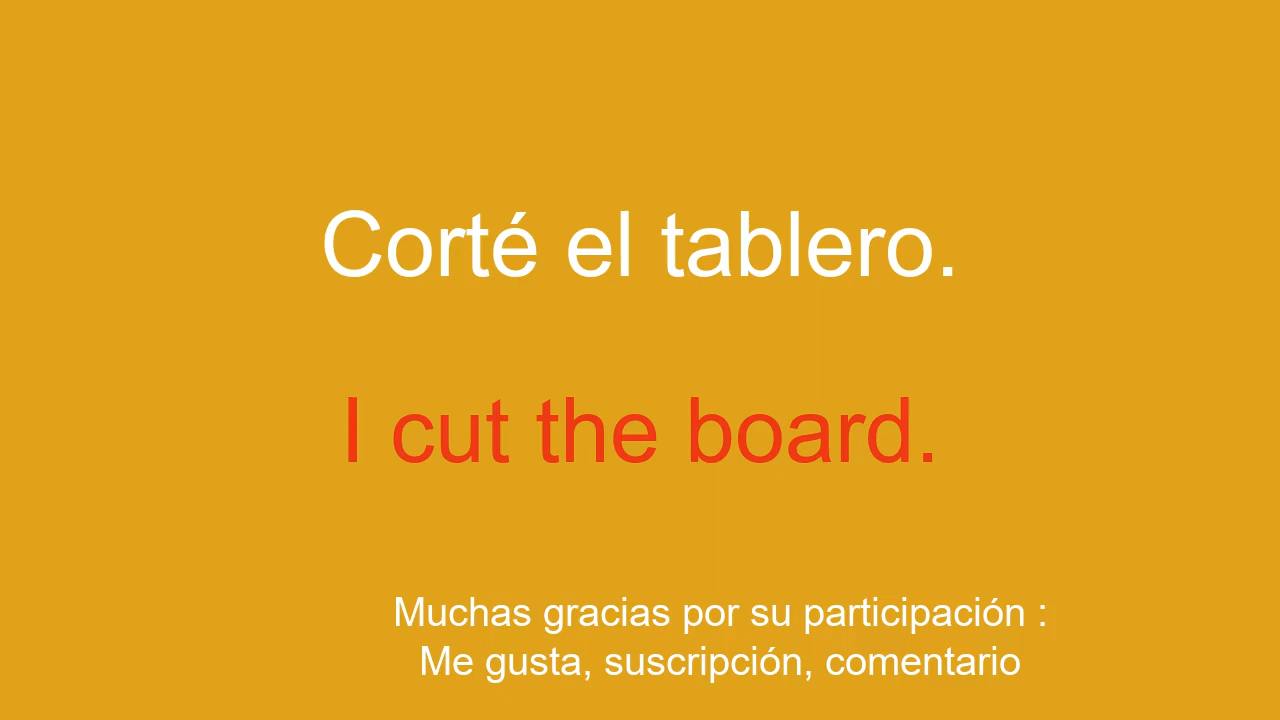 Corté el tablero.
I cut the board.
Muchas gracias por su participación :
Me gusta, suscripción, comentario